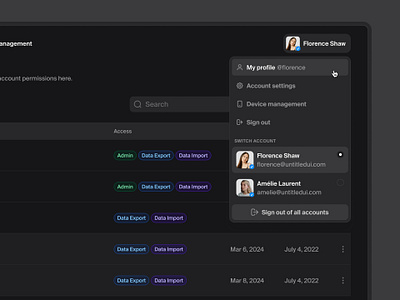 anagement
Florence Shaw
account permissions here.
My profile @florence
Account settings
Device management
Sign out
Search
SWITCH ACCOUNT
Access
Florence Shaw
florence@untitledui.com
Admin Data Export Data Import
Amélie Laurent
amelie@untitledui.com
Admin Data Export Data Import
Sign out of all accounts
Data Export Data Import
Data Export Data Import Mar 6, 2024 July 4, 2022
Data Export Data Import Mar 8, 2024 July 4, 2022